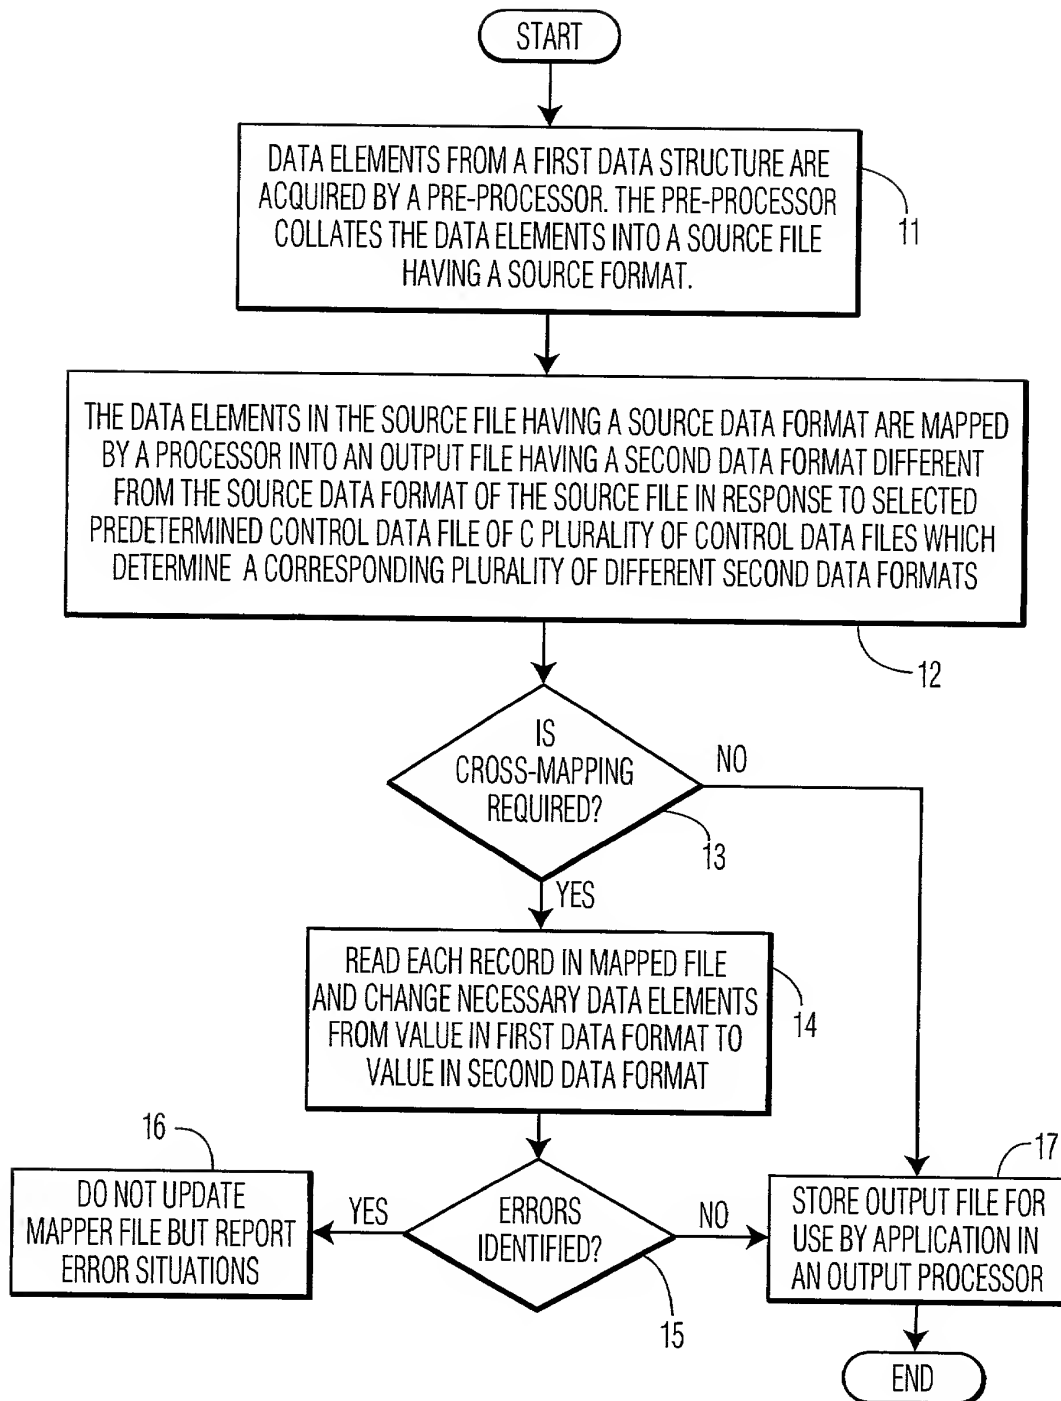 START
DATA ELEMENTS FROM A FIRST DATA STRUCTURE ARE
ACQUIRED BY A PRE-PROCESSOR. THE PRE-PROCESSOR
COLLATES THE DATA ELEMENTS INTO A SOURCE FILE
HAVING A SOURCE FORMAT.
11
THE DATA ELEMENTS IN THE SOURCE FILE HAVING A SOURCE DATA FORMAT ARE MAPPED
BY A PROCESSOR INTO AN OUTPUT FILE HAVING A SECOND DATA FORMAT DIFFERENT
FROM THE SOURCE DATA FORMAT OF THE SOURCE FILE IN RESPONSE TO SELECTED
PREDETERMINED CONTROL DATA FILE OF C PLURALITY OF CONTROL DATA FILES WHICH
DETERMINE A CORRESPONDING PLURALITY OF DIFFERENT SECOND DATA FORMATS
12
IS
CROSS-MAPPING
REQUIRED?
NO
13
YES
READ EACH RECORD IN MAPPED FILE
AND CHANGE NECESSARY DATA ELEMENTS
FROM VALUE IN FIRST DATA FORMAT TO
VALUE IN SECOND DATA FORMAT
14
16
DO NOT UPDATE
MAPPER FILE BUT REPORT
ERROR SITUATIONS
YES
ERRORS
IDENTIFIED?
NO
15
17
STORE OUTPUT FILE FOR
USE BY APPLICATION IN
AN OUTPUT PROCESSOR
END